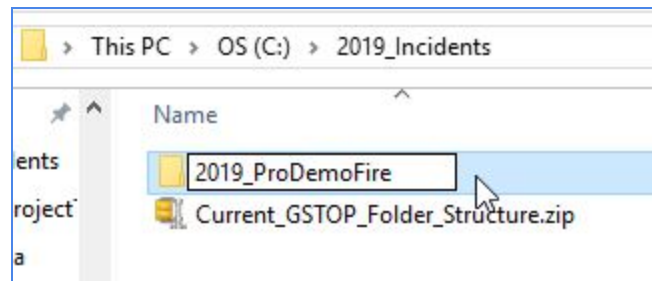 This PC > OS (C:) > 2019_Incidents
Name
ents
2019_ProDemoFire
roject
Current_GSTOP_Folder_Structure.zip
a